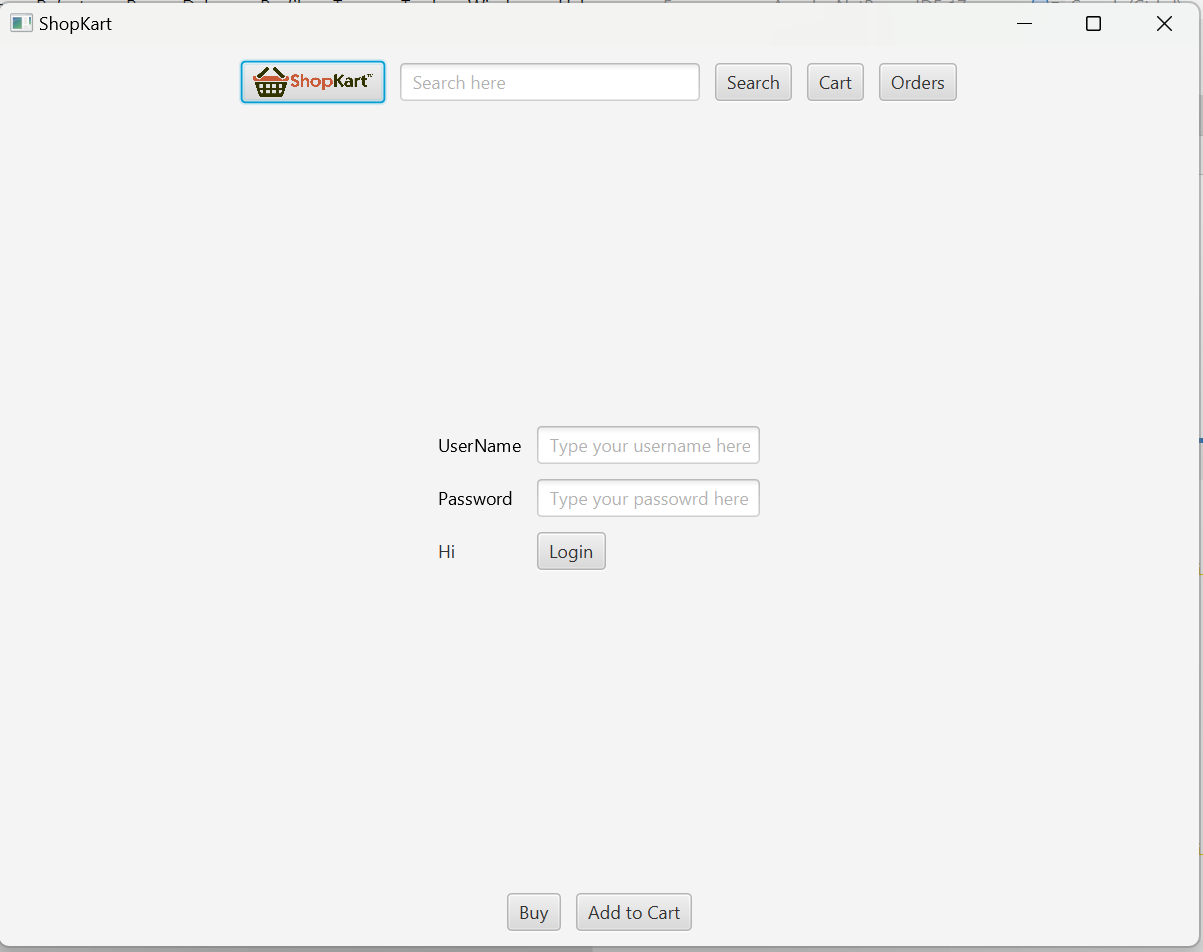 ShopKart
ShopKart™ Search here Search Cart Orders
UserName Type your username here
Password Type your passowrd here
Hi Login
Buy Add to Cart